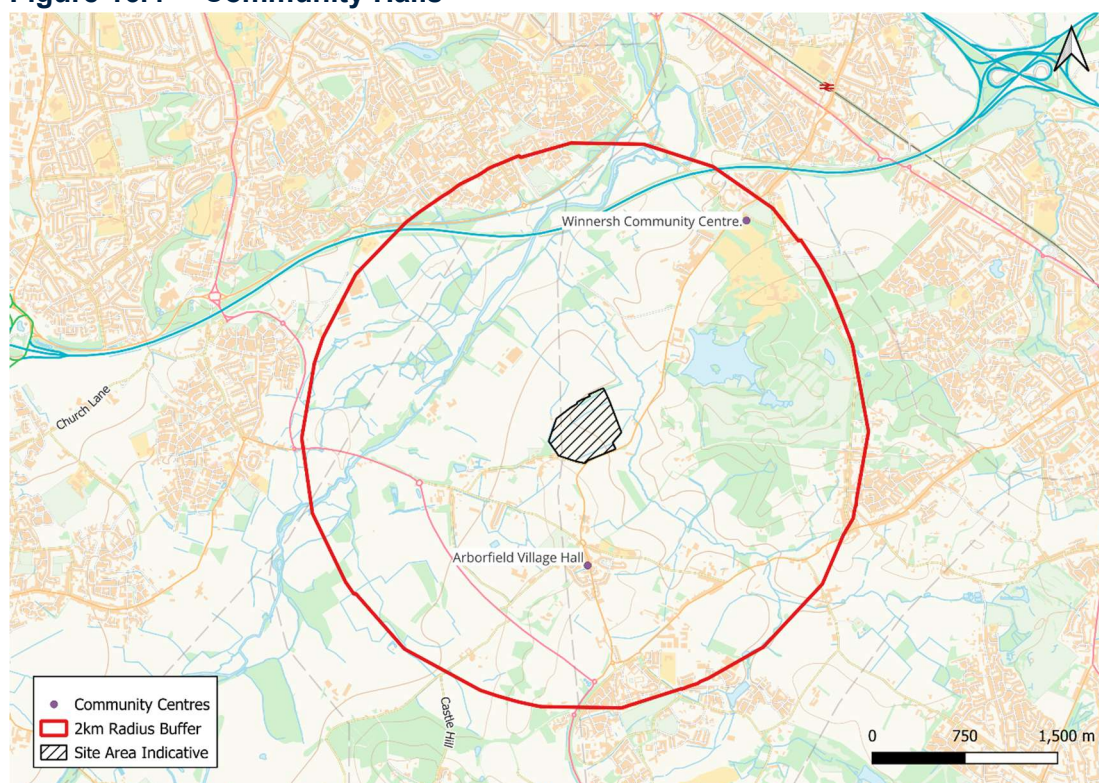 Winnersh Community Centre.
Church Lane
Arborfield Village Hall
Castle Hill
Community Centres
2km Radius Buffer
Site Area Indicative
0 750 1,500 m